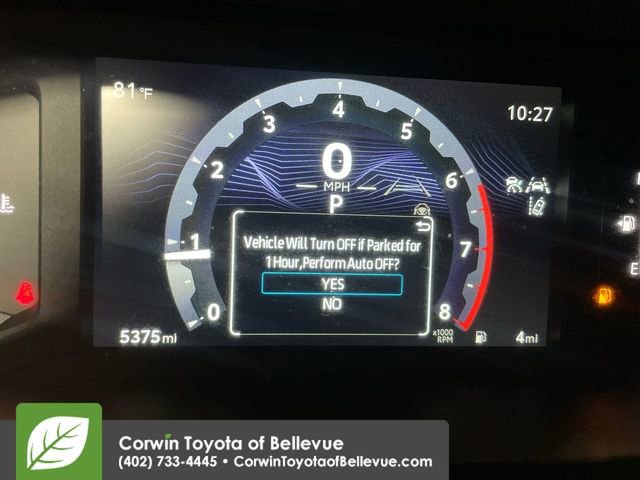 81°F
10:27
4
3
5
2
6
0
MPH
P
1
7
Vehicle Will Turn OFF if Parked for
1 Hour,Perform Auto OFF?
YES
NO
0
8
x1000
RPM
E
5375 mi
4 mi
Corwin Toyota of Bellevue
(402) 733-4445 • CorwinToyotaofBellevue.com